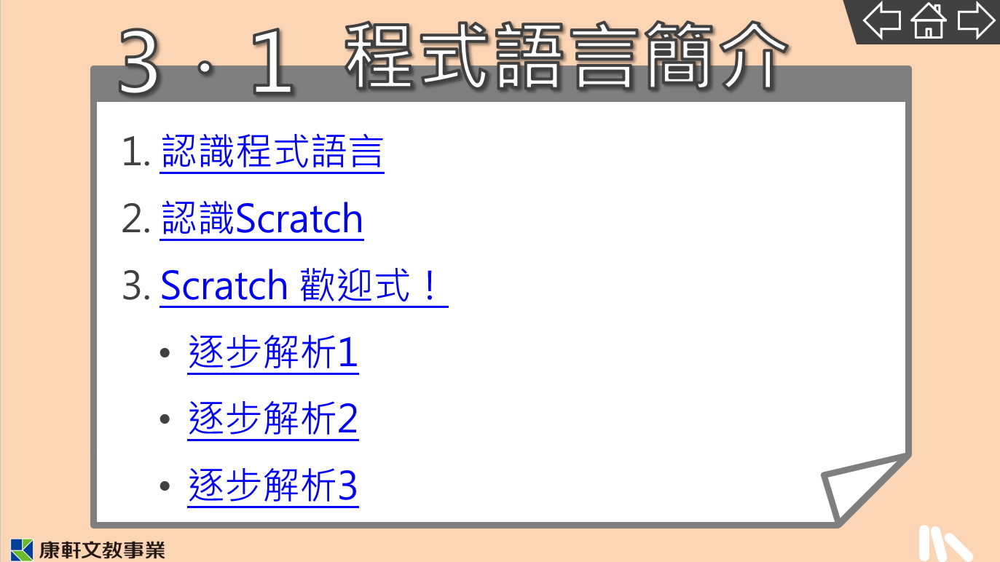 3．1 程式語言簡介
1. 認識程式語言
2. 認識Scratch
3. Scratch 歡迎式！
• 逐步解析1
• 逐步解析2
• 逐步解析3
康軒文教事業